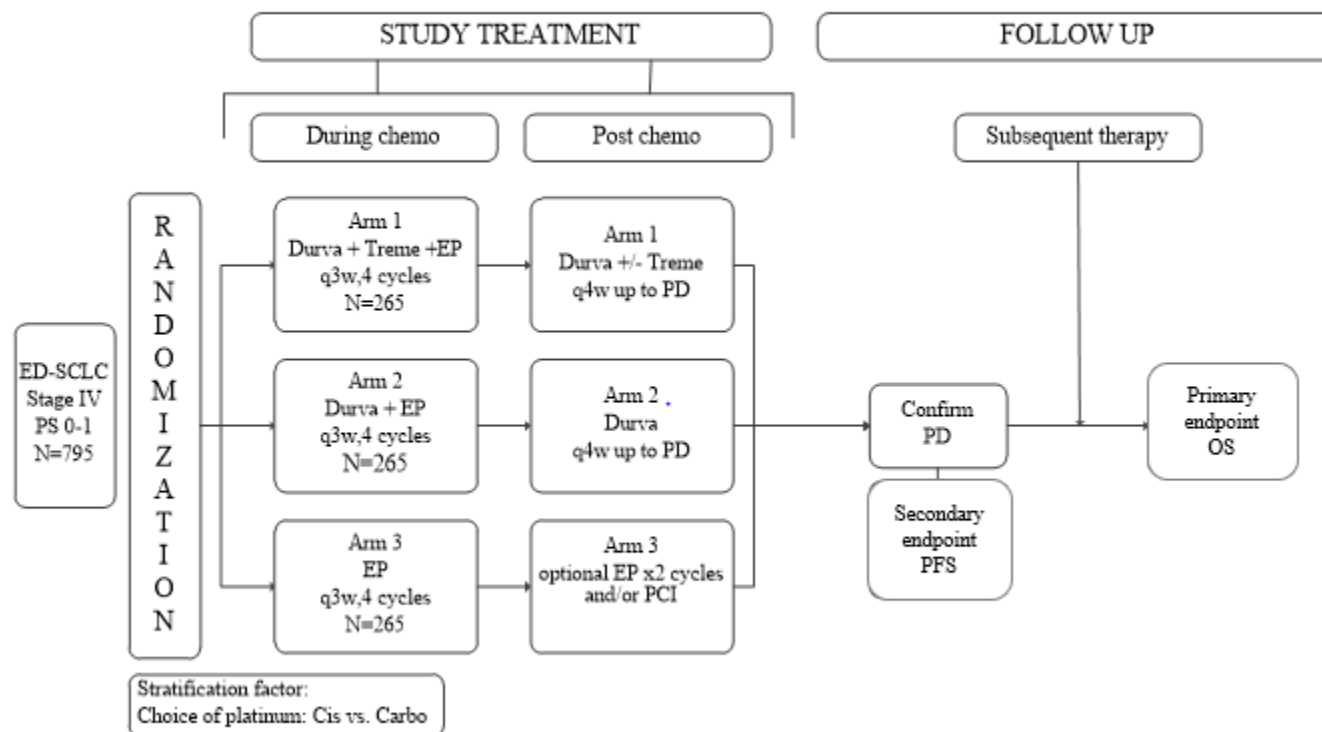 STUDY TREATMENT
FOLLOW UP
During chemo
Post chemo
Subsequent therapy
ED-SCLC
Stage IV
PS 0-1
N=795
R
A
N
D
O
M
I
Z
A
T
I
O
N
Arm 1
Durva + Treme +EP
q3w,4 cycles
N=265
Arm 1
Durva +/- Treme
q4w up to PD
Arm 2
Durva + EP
q3w,4 cycles
N=265
Arm 2
Durva
q4w up to PD
Arm 3
EP
q3w,4 cycles
N=265
Arm 3
optional EP x2 cycles
and/or PCI
Confirm
PD
Secondary
endpoint
PFS
Primary
endpoint
OS
Stratification factor:
Choice of platinum: Cis vs. Carbo